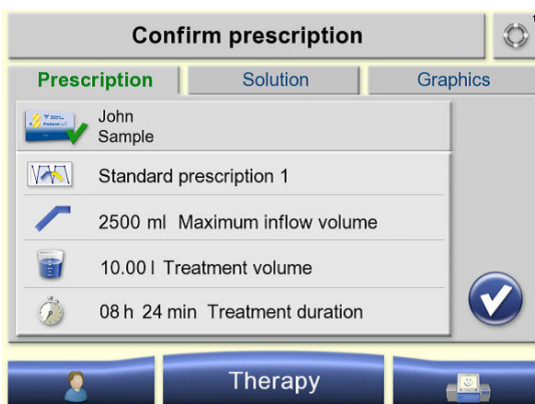 Confirm prescription
Prescription
Solution
Graphics
John
Sample
Standard prescription 1
2500 ml Maximum inflow volume
10.00 l Treatment volume
08 h 24 min Treatment duration
Therapy